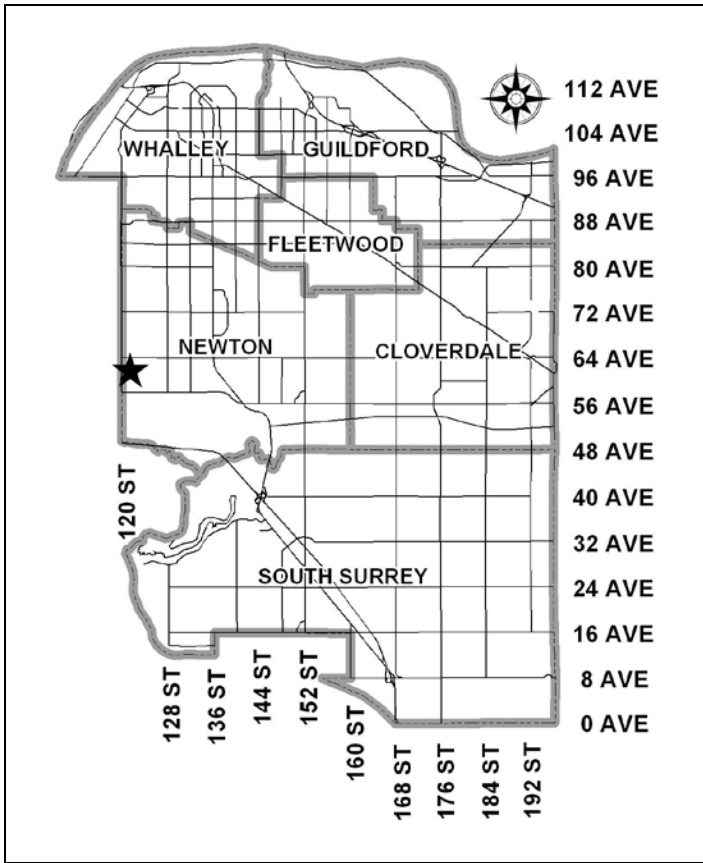 112 AVE
104 AVE
WHALLEY
GUILDFORD
96 AVE
88 AVE
FLEETWOOD
80 AVE
72 AVE
NEWTON
CLOVERDALE
64 AVE
56 AVE
48 AVE
120 ST
40 AVE
32 AVE
SOUTH SURREY
24 AVE
16 AVE
8 AVE
0 AVE
128 ST
136 ST
144 ST
152 ST
160 ST
168 ST
176 ST
184 ST
192 ST